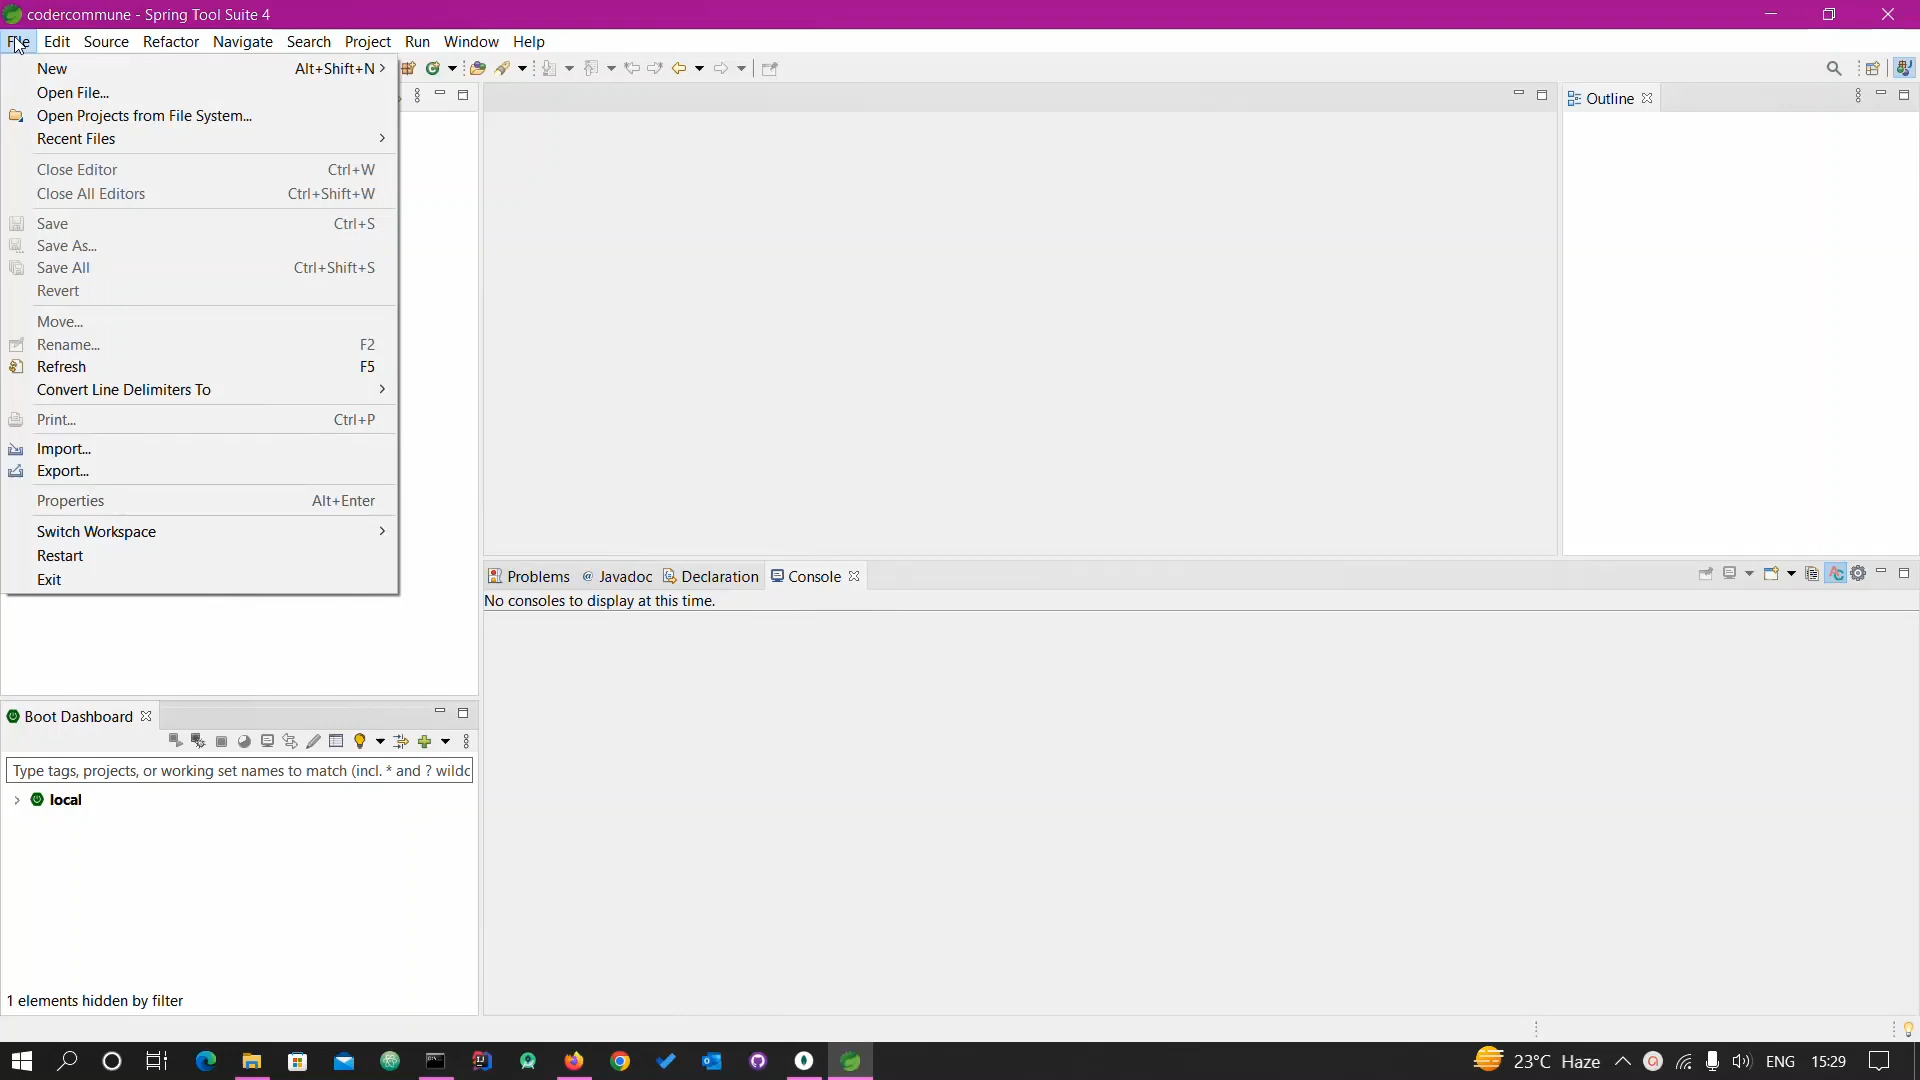 codercommune - Spring Tool Suite 4
File Edit Source Refactor Navigate Search Project Run Window Help
New Alt+Shift+N
Open File...
Open Projects from File System...
Recent Files
Close Editor Ctrl+W
Close All Editors Ctrl+Shift+W
Save Ctrl+S
Save As...
Save All Ctrl+Shift+S
Revert
Move...
Rename... F2
Refresh F5
Convert Line Delimiters To
Print... Ctrl+P
Import...
Export...
Properties Alt+Enter
Switch Workspace
Restart
Exit
Outline
Problems @ Javadoc Declaration Console
No consoles to display at this time.
Boot Dashboard
Type tags, projects, or working set names to match (incl. * and ? wildc
local
1 elements hidden by filter
23°C Haze ENG 15:29